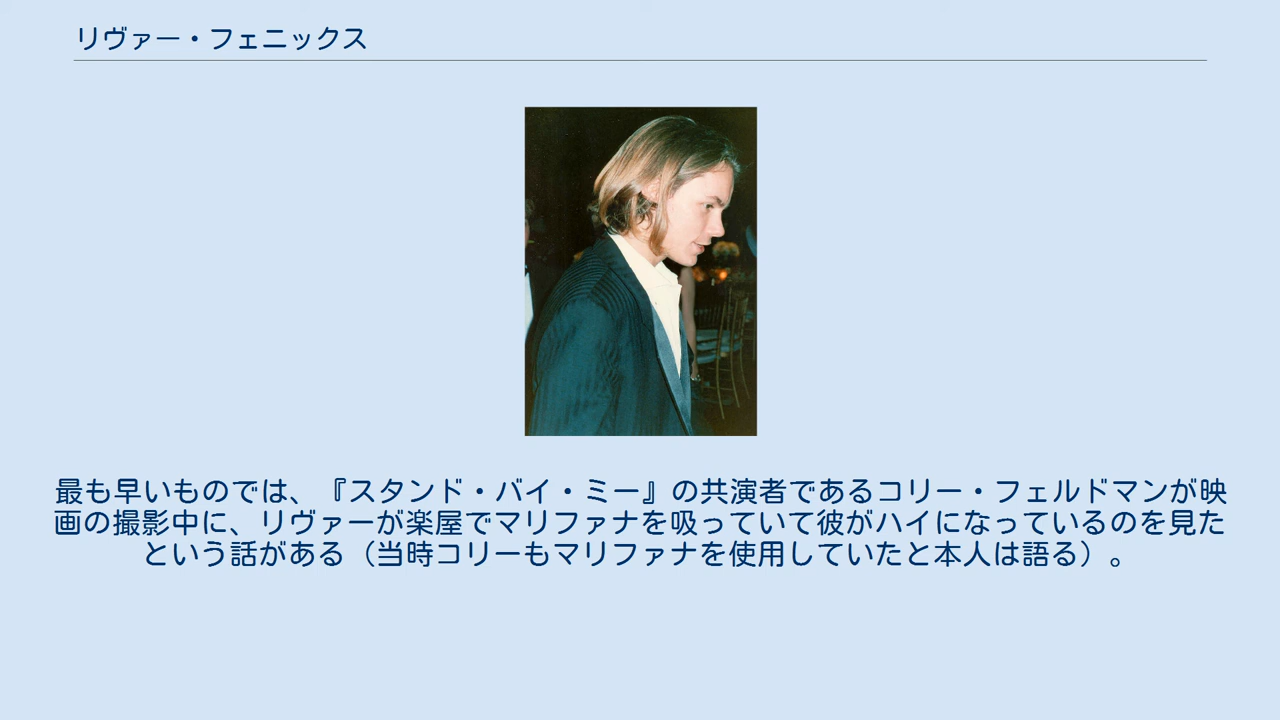 リヴァー・フェニックス
最も早いものでは、『スタンド・バイ・ミー』の共演者であるコリー・フェルドマンが映
画の撮影中に、リヴァーが楽屋でマリファナを吸っていて彼がハイになっているのを見た
という話がある（当時コリーもマリファナを使用していたと本人は語る）。